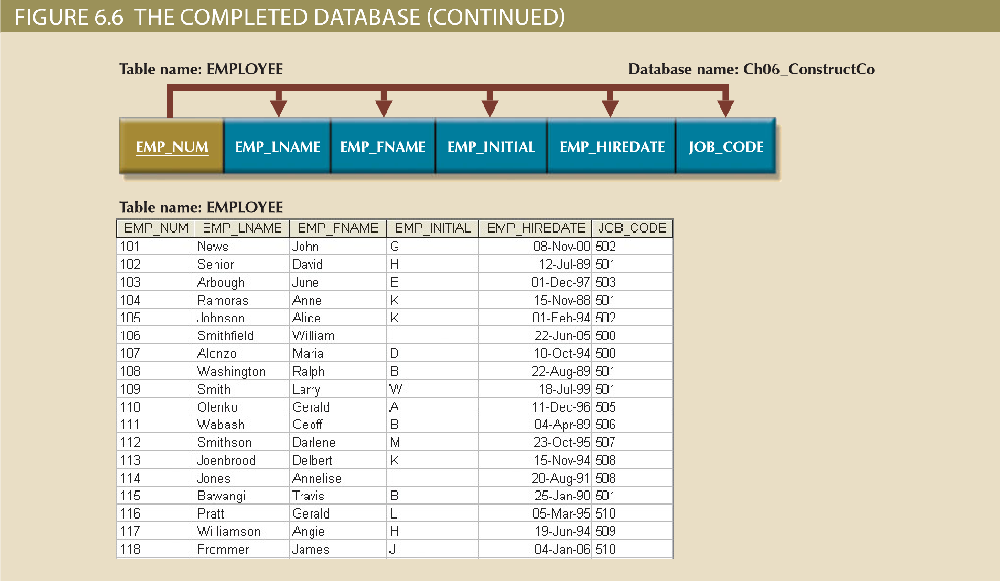 FIGURE 6.6 THE COMPLETED DATABASE (CONTINUED)
Table name: EMPLOYEE Database name: Ch06_ConstructCo
EMP_NUM EMP_LNAME EMP_FNAME EMP_INITIAL EMP_HIREDATE JOB_CODE
Table name: EMPLOYEE
EMP_NUM EMP_LNAME EMP_FNAME EMP_INITIAL EMP_HIREDATE JOB_CODE
101 News John G 08-Nov-00 502
102 Senior David H 12-Jul-89 501
103 Arbough June E 01-Dec-97 503
104 Ramoras Anne K 15-Nov-88 501
105 Johnson Alice K 01-Feb-94 502
106 Smithfield William 22-Jun-05 500
107 Alonzo Maria D 10-Oct-94 500
108 Washington Ralph B 22-Aug-89 501
109 Smith Larry W 18-Jul-99 501
110 Olenko Gerald A 11-Dec-96 505
111 Wabash Geoff B 04-Apr-89 506
112 Smithson Darlene M 23-Oct-95 507
113 Joenbrood Delbert K 15-Nov-94 508
114 Jones Annelise 20-Aug-91 508
115 Bawangi Travis B 25-Jan-90 501
116 Pratt Gerald L 05-Mar-95 510
117 Williamson Angie H 19-Jun-94 509
118 Frommer James J 04-Jan-06 510